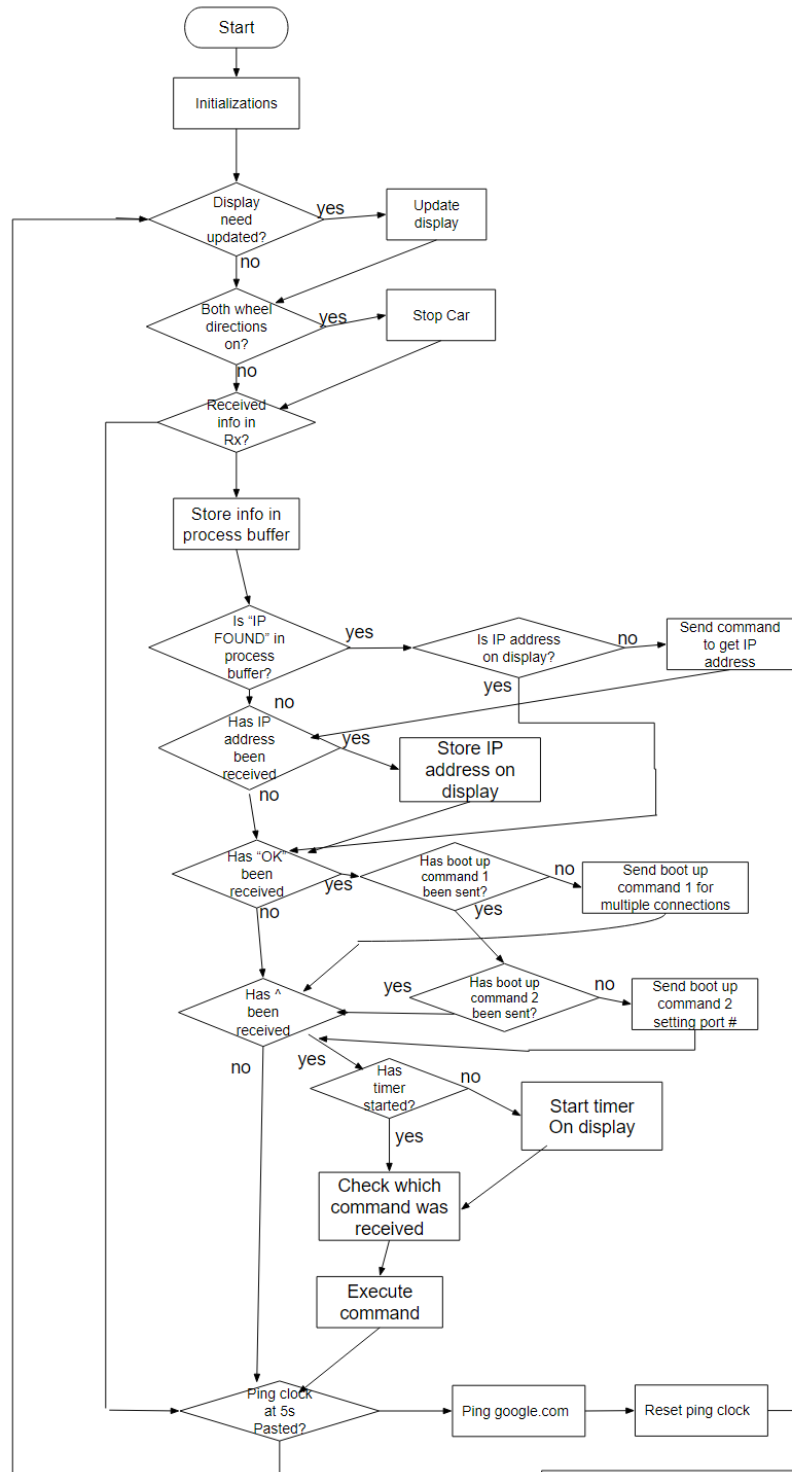 Start
Initializations
Display
need
updated?
yes
Update
display
no
Both wheel
directions
on?
yes
Stop Car
no
Received
info in
Rx?
Store info in
process buffer
Is “IP
FOUND” in
process
buffer?
yes
Is IP address
on display?
no
Send command
to get IP
address
yes
no
Has IP
address
been
received
yes
Store IP
address on
display
no
Has “OK”
been
received
yes
Has boot up
command 1
been sent?
no
Send boot up
command 1 for
multiple connections
yes
no
Has ^
been
received
yes
Has boot up
command 2
been sent?
no
Send boot up
command 2
setting port #
no
yes
Has
timer
started?
no
Start timer
On display
yes
Check which
command was
received
Execute
command
Ping clock
at 5s
Pasted?
Ping google.com
Reset ping clock